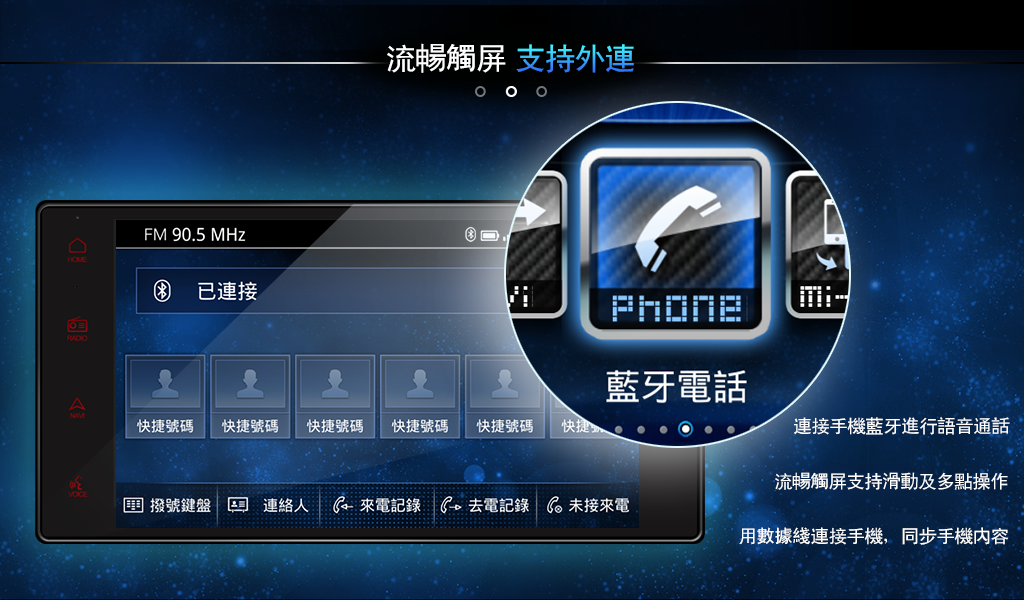 流暢觸屏 支持外連
FM 90.5 MHz
已連接
HOME
RADIO
NAVI
VOICE
快捷號碼 快捷號碼 快捷號碼 快捷號碼 快捷號碼 快捷號
撥號鍵盤 連絡人 來電記錄 去電記錄 未接來電
Vi PHONE Mi-
藍牙電話
連接手機藍牙進行語音通話
流暢觸屏支持滑動及多點操作
用數據綫連接手機，同步手機內容